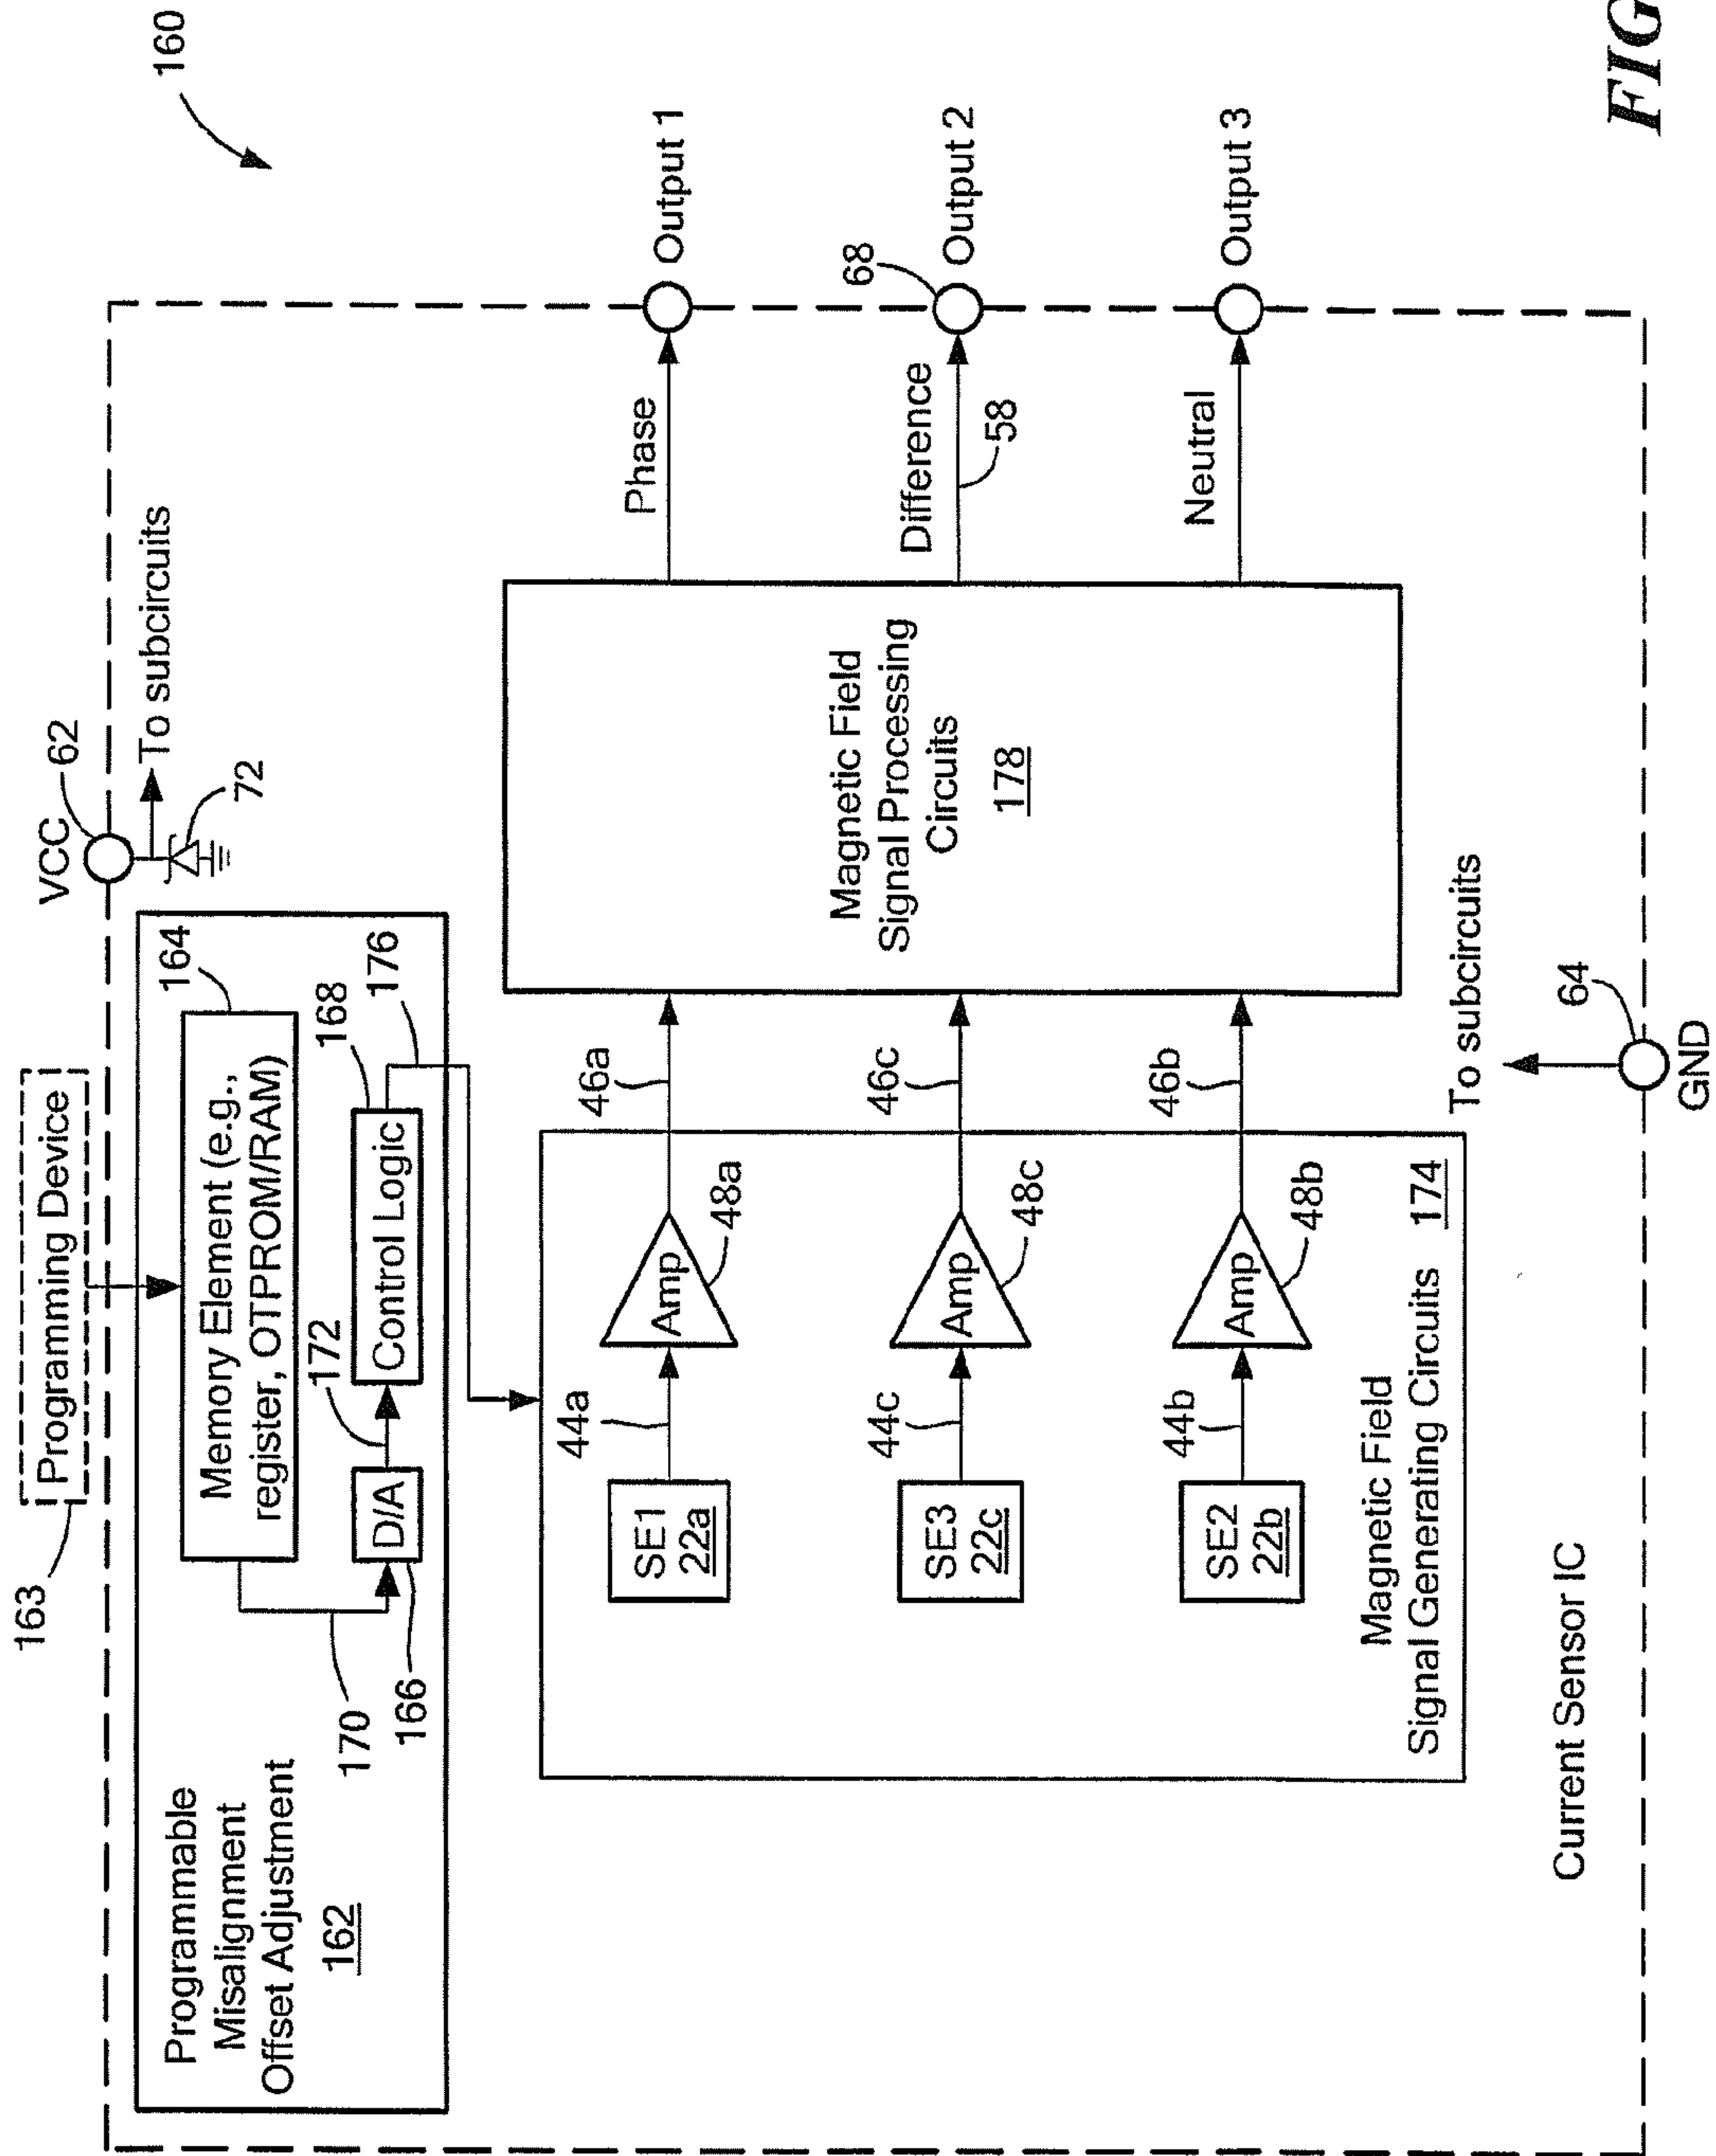 163
Programming Device
160
VCC
62
To subcircuits
72
Programmable
Misalignment
Offset Adjustment
162
164
Memory Element (e.g.,
register, OTPROM/RAM)
170
172
D/A
166
Control Logic
168
176
SE1
22a
44a
Amp
48a
46a
SE3
22c
44c
Amp
48c
46c
SE2
22b
44b
Amp
48b
46b
Magnetic Field
Signal Generating Circuits 174
Magnetic Field
Signal Processing
Circuits
178
Phase
Output 1
Difference
58
68
Output 2
Neutral
Output 3
To subcircuits
64
GND
Current Sensor IC
FIG